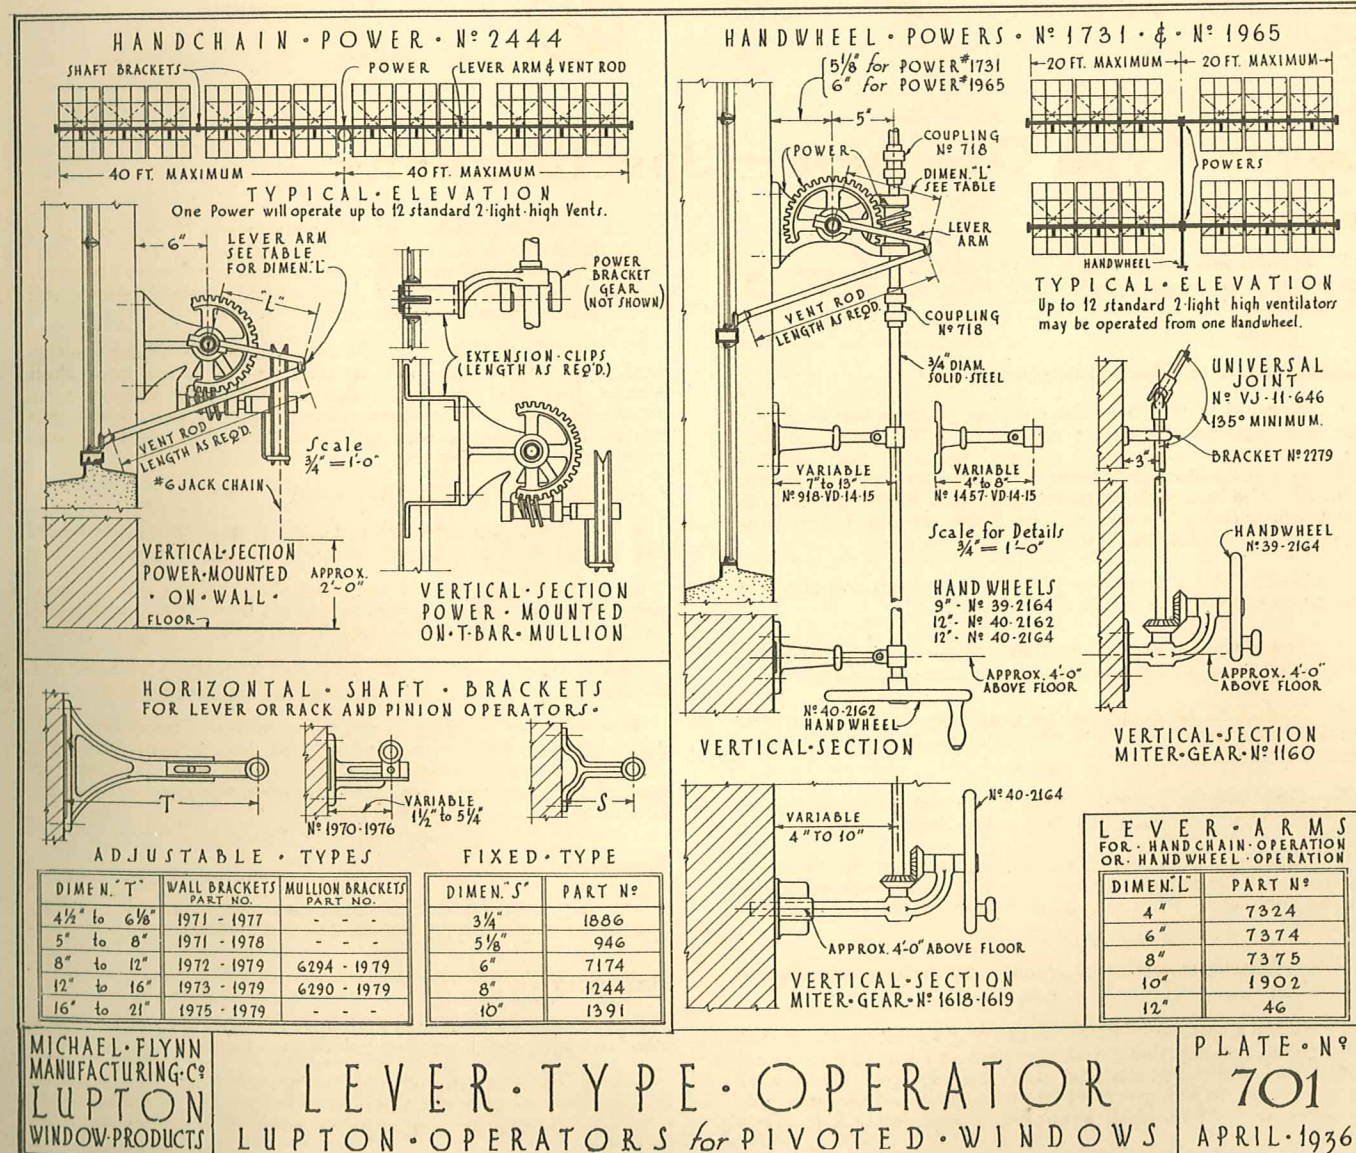 HANDCHAIN · POWER · Nº 2444
SHAFT BRACKETS
POWER
LEVER ARM & VENT ROD
40 FT. MAXIMUM
40 FT. MAXIMUM
TYPICAL · ELEVATION
One Power will operate up to 12 standard 2-light-high Vents.
6"
LEVER ARM
SEE TABLE
FOR DIMEN. "L"
"L"
VENT ROD
LENGTH AS REQ'D.
Scale
3/4" = 1'-0"
#6 JACK CHAIN
VERTICAL·SECTION
POWER·MOUNTED
· ON · WALL ·
APPROX.
2'-0"
FLOOR
POWER
BRACKET
GEAR
(NOT SHOWN)
EXTENSION·CLIPS
(LENGTH AS REQ'D.)
VERTICAL·SECTION
POWER · MOUNTED
ON·T-BAR·MULLION
HANDWHEEL · POWERS · Nº 1731 · & · Nº 1965
5 1/8" for POWER #1731
6" for POWER #1965
5"
COUPLING
Nº 718
POWER
DIMEN. "L"
SEE TABLE
LEVER
ARM
VENT ROD
LENGTH AS REQ'D.
COUPLING
Nº 718
3/4" DIAM.
SOLID·STEEL
VARIABLE
7" to 13"
Nº 918-VD-14-15
VARIABLE
4" to 8"
Nº 1457-VD-14-15
Scale for Details
3/4" = 1'-0"
HAND WHEELS
9" - Nº 39-2164
12" - Nº 40-2162
12" - Nº 40-2164
APPROX. 4'-0"
ABOVE FLOOR
Nº 40-2162
HANDWHEEL
VERTICAL·SECTION
20 FT. MAXIMUM
20 FT. MAXIMUM
POWERS
HANDWHEEL
TYPICAL · ELEVATION
Up to 12 standard 2-light high ventilators
may be operated from one Handwheel.
UNIVERSAL
JOINT
Nº VJ-11-646
135° MINIMUM.
BRACKET Nº 2279
3"
HANDWHEEL
Nº 39-2164
APPROX. 4'-0"
ABOVE FLOOR
VERTICAL·SECTION
MITER·GEAR·Nº 1160
VARIABLE
4" TO 10"
Nº 40-2164
APPROX. 4'-0" ABOVE FLOOR
VERTICAL·SECTION
MITER·GEAR·Nº 1618-1619
HORIZONTAL · SHAFT · BRACKETS
FOR LEVER OR RACK AND PINION OPERATORS·
T
VARIABLE
1 1/2" to 5 1/4"
Nº 1970-1976
S
ADJUSTABLE · TYPES
DIMEN. "T" WALL BRACKETS PART NO. MULLION BRACKETS PART NO.
4 1/2" to 6 1/8" 1971 - 1977 - - -
5" to 8" 1971 - 1978 - - -
8" to 12" 1972 - 1979 6294 - 1979
12" to 16" 1973 - 1979 6290 - 1979
16" to 21" 1975 - 1979 - - -
FIXED · TYPE
DIMEN. "S" PART Nº
3 1/4" 1886
5 1/8" 946
6" 7174
8" 1244
10" 1391
LEVER · ARMS
FOR · HAND CHAIN · OPERATION
OR · HAND WHEEL · OPERATION
DIMEN. "L" PART Nº
4" 7324
6" 7374
8" 7375
10" 1902
12" 46
MICHAEL·FLYNN
MANUFACTURING·Cº
LUPTON
WINDOW·PRODUCTS
LEVER · TYPE · OPERATOR
LUPTON · OPERATORS for PIVOTED · WINDOWS
PLATE · Nº
701
APRIL · 1936